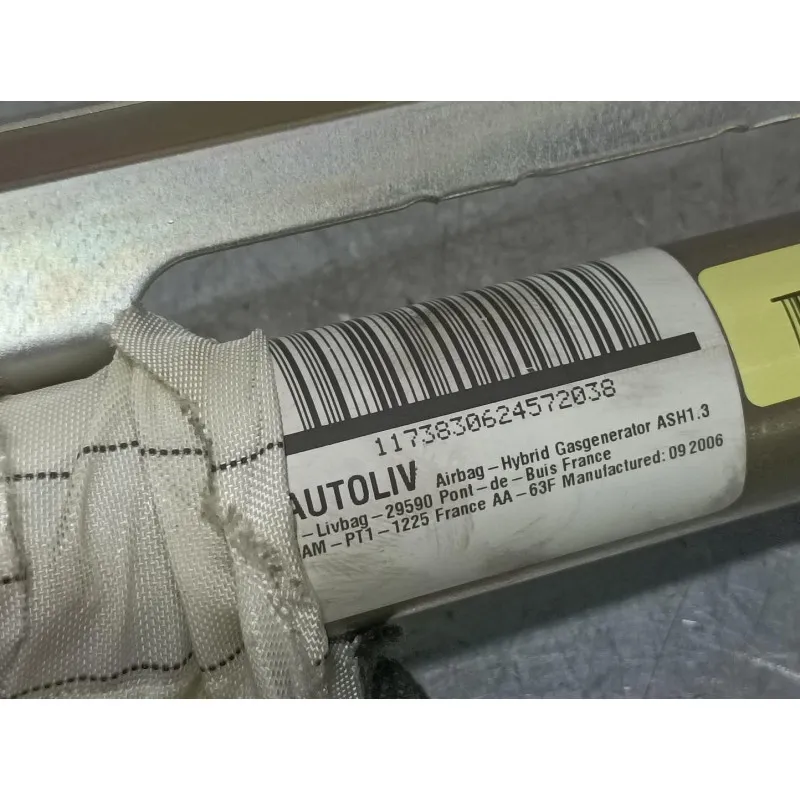 1173830624572038
AUTOLIV Airbag-Hybrid Gasgenerator ASH1.3
-Livbag-29590 Pont-de-Buis France
AM-PT1-1225 France AA-63F Manufactured: 09 2006